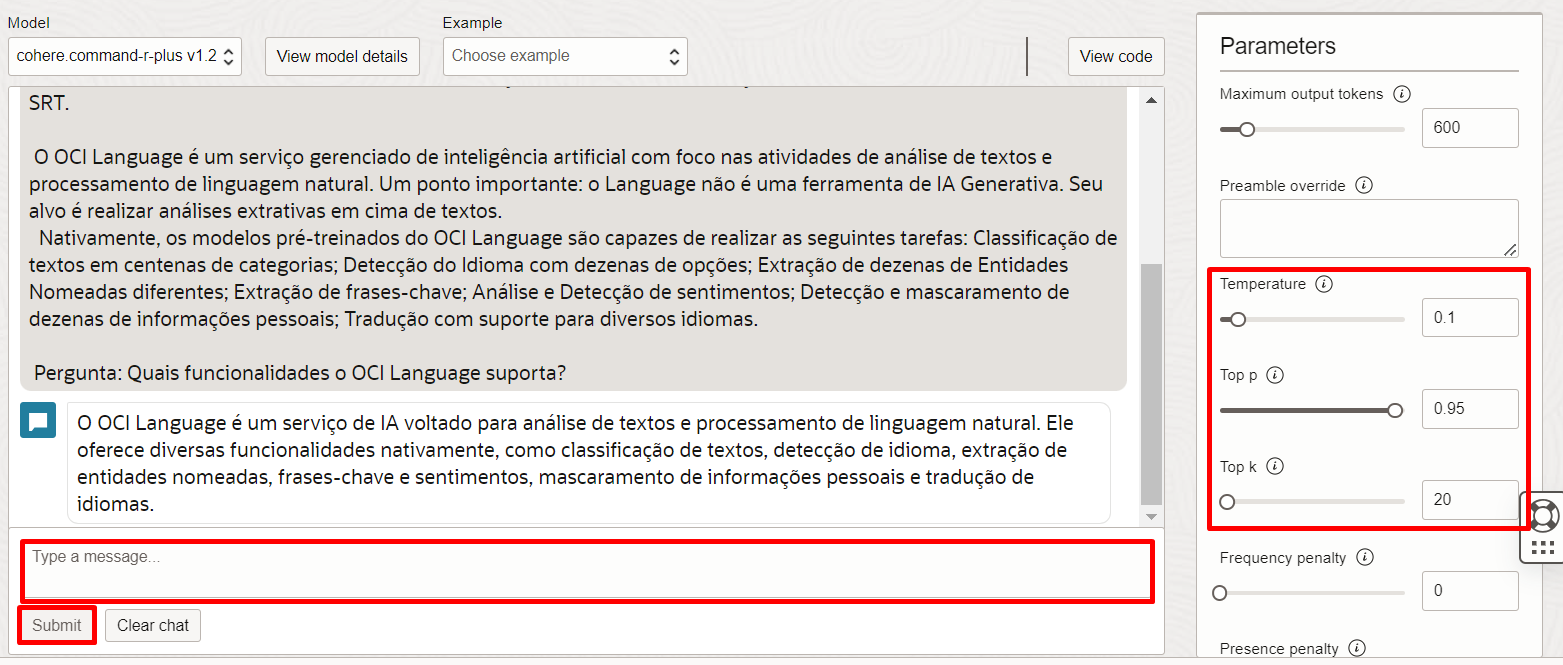 Model
Example
cohere.command-r-plus v1.2
View model details
Choose example
View code
SRT.
O OCI Language é um serviço gerenciado de inteligência artificial com foco nas atividades de análise de textos e
processamento de linguagem natural. Um ponto importante: o Language não é uma ferramenta de IA Generativa. Seu
alvo é realizar análises extrativas em cima de textos.
Nativamente, os modelos pré-treinados do OCI Language são capazes de realizar as seguintes tarefas: Classificação de
textos em centenas de categorias; Detecção do Idioma com dezenas de opções; Extração de dezenas de Entidades
Nomeadas diferentes; Extração de frases-chave; Análise e Detecção de sentimentos; Detecção e mascaramento de
dezenas de informações pessoais; Tradução com suporte para diversos idiomas.
Pergunta: Quais funcionalidades o OCI Language suporta?
O OCI Language é um serviço de IA voltado para análise de textos e processamento de linguagem natural. Ele
oferece diversas funcionalidades nativamente, como classificação de textos, detecção de idioma, extração de
entidades nomeadas, frases-chave e sentimentos, mascaramento de informações pessoais e tradução de
idiomas.
Type a message...
Submit
Clear chat
Parameters
Maximum output tokens
600
Preamble override
Temperature
0.1
Top p
0.95
Top k
20
Frequency penalty
0
Presence penalty